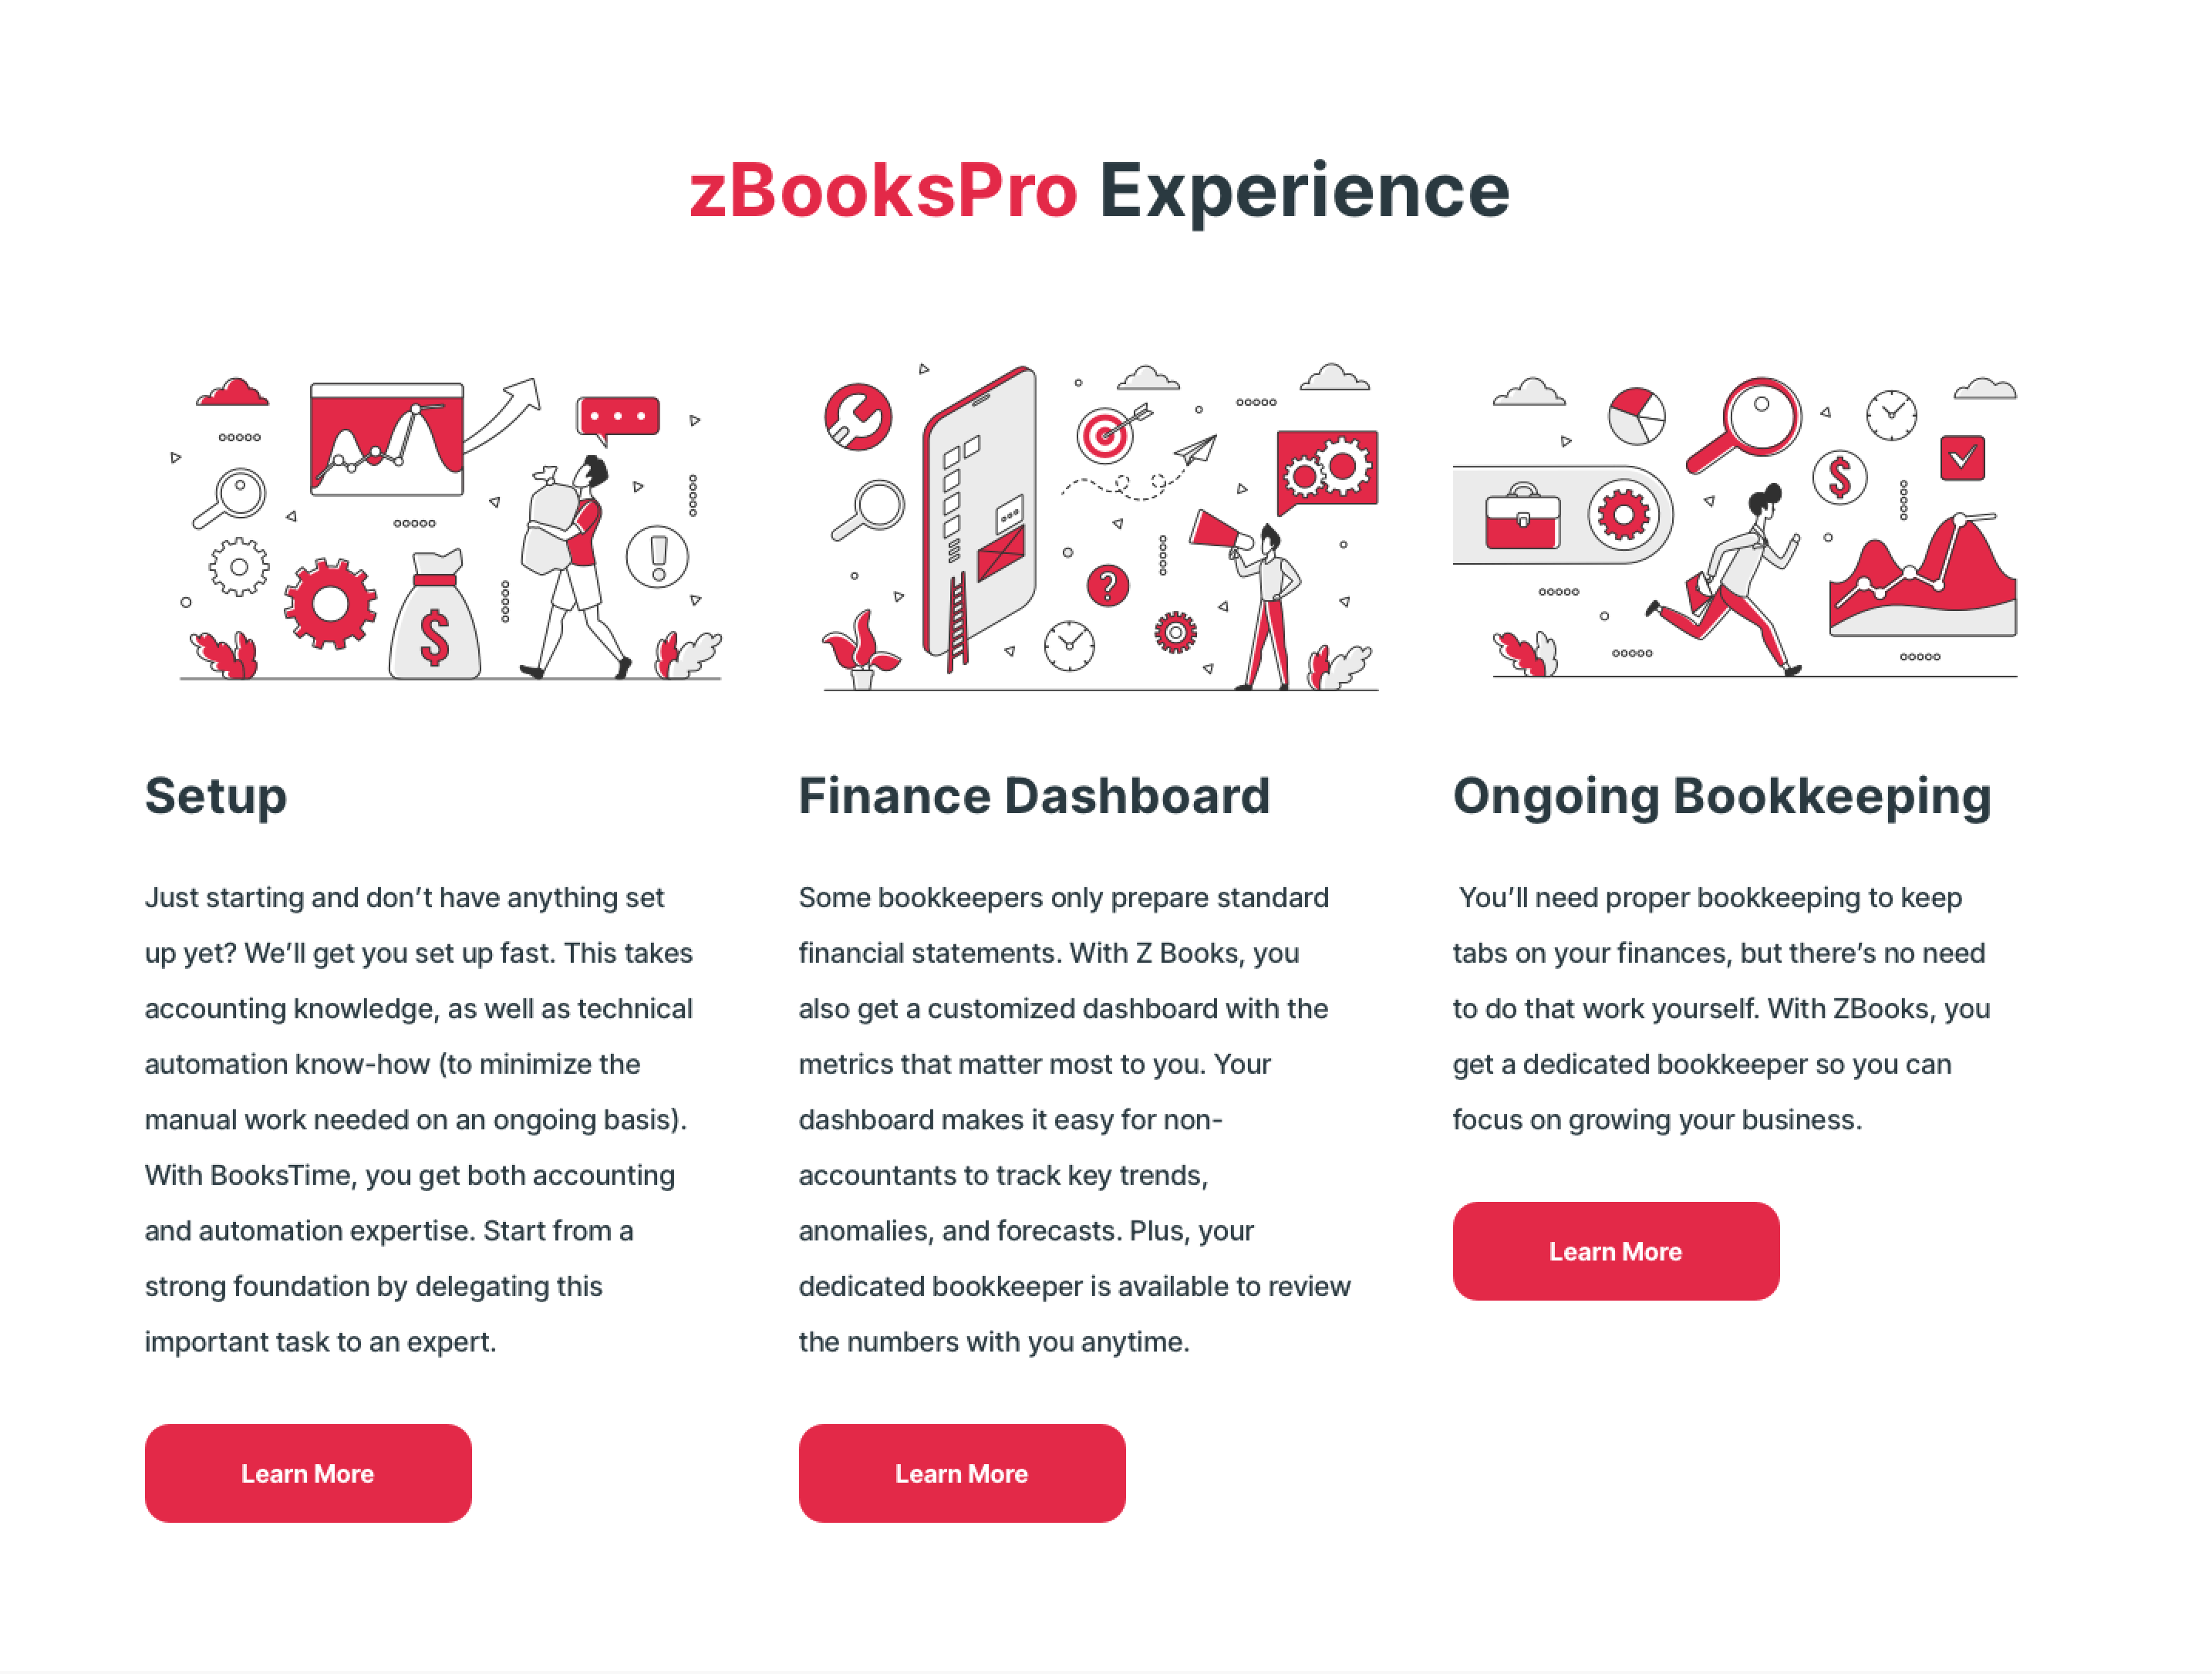 zBooksPro Experience
Setup
Just starting and don’t have anything set
up yet? We’ll get you set up fast. This takes
accounting knowledge, as well as technical
automation know-how (to minimize the
manual work needed on an ongoing basis).
With BooksTime, you get both accounting
and automation expertise. Start from a
strong foundation by delegating this
important task to an expert.
Learn More
Finance Dashboard
Some bookkeepers only prepare standard
financial statements. With Z Books, you
also get a customized dashboard with the
metrics that matter most to you. Your
dashboard makes it easy for non-
accountants to track key trends,
anomalies, and forecasts. Plus, your
dedicated bookkeeper is available to review
the numbers with you anytime.
Learn More
Ongoing Bookkeeping
You’ll need proper bookkeeping to keep
tabs on your finances, but there’s no need
to do that work yourself. With ZBooks, you
get a dedicated bookkeeper so you can
focus on growing your business.
Learn More